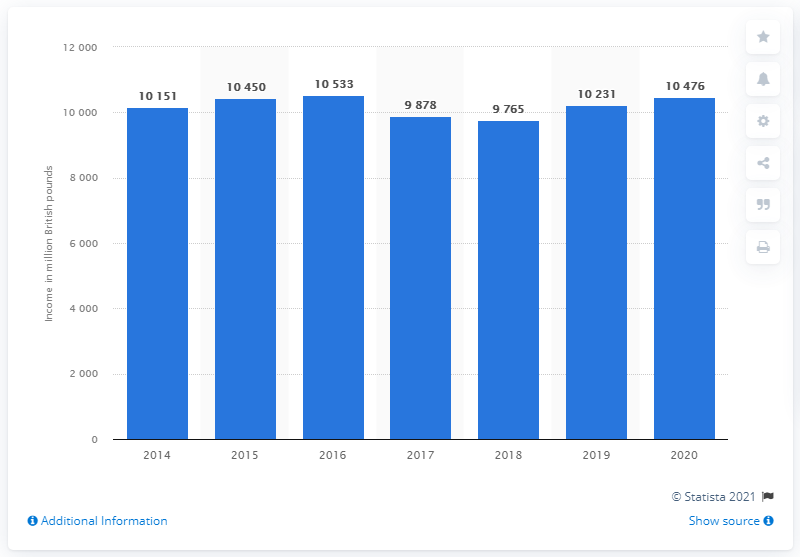 12 000
10 000
8 000
6 000
4 000
2 000
0
Income in million British pounds
10 151
10 450
10 533
9 878
9 765
10 231
10 476
2014 2015 2016 2017 2018 2019 2020
© Statista 2021
Additional Information
Show source